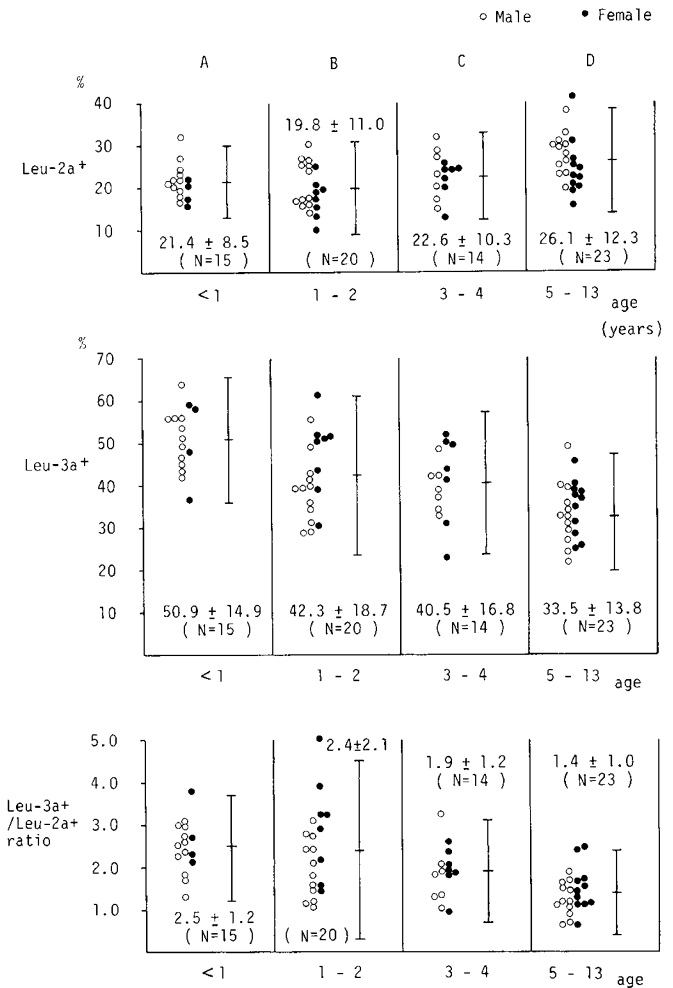 ○ Male ● Female
A B C D
%
40
30
Leu-2a+
20
10
19.8 ± 11.0
21.4 ± 8.5
( N=15 )
( N=20 )
22.6 ± 10.3
( N=14 )
26.1 ± 12.3
( N=23 )
<1 1 - 2 3 - 4 5 - 13 age
(years)
%
70
60
50
Leu-3a+
40
30
20
10
50.9 ± 14.9
( N=15 )
42.3 ± 18.7
( N=20 )
40.5 ± 16.8
( N=14 )
33.5 ± 13.8
( N=23 )
<1 1 - 2 3 - 4 5 - 13 age
5.0
4.0
Leu-3a+
/Leu-2a+
ratio
3.0
2.0
1.0
2.5 ± 1.2
( N=15 )
2.4±2.1
( N=20 )
1.9 ± 1.2
( N=14 )
1.4 ± 1.0
( N=23 )
<1 1 - 2 3 - 4 5 - 13 age